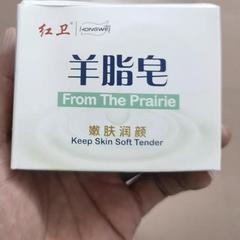 红卫 HONGWEI
羊脂皂
From The Prairie
嫩肤润颜
Keep Skin Soft Tender